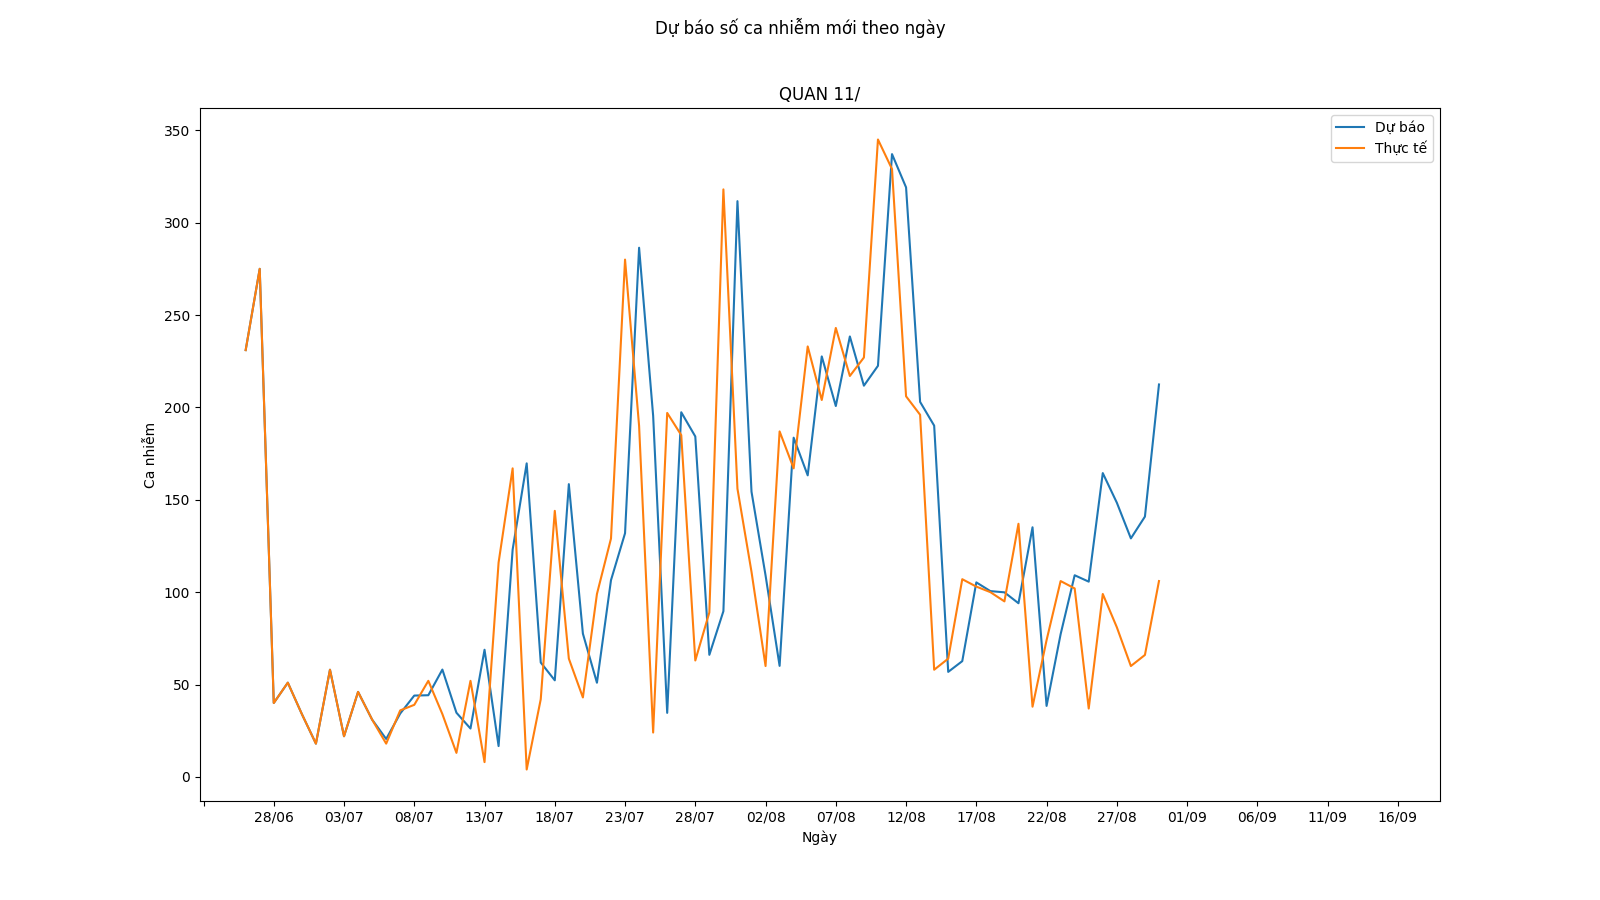 Dự báo số ca nhiễm mới theo ngày
QUAN 11/
Dự báo
Thực tế
350
300
250
200
150
100
50
0
Ca nhiễm
28/06 03/07 08/07 13/07 18/07 23/07 28/07 02/08 07/08 12/08 17/08 22/08 27/08 01/09 06/09 11/09 16/09
Ngày